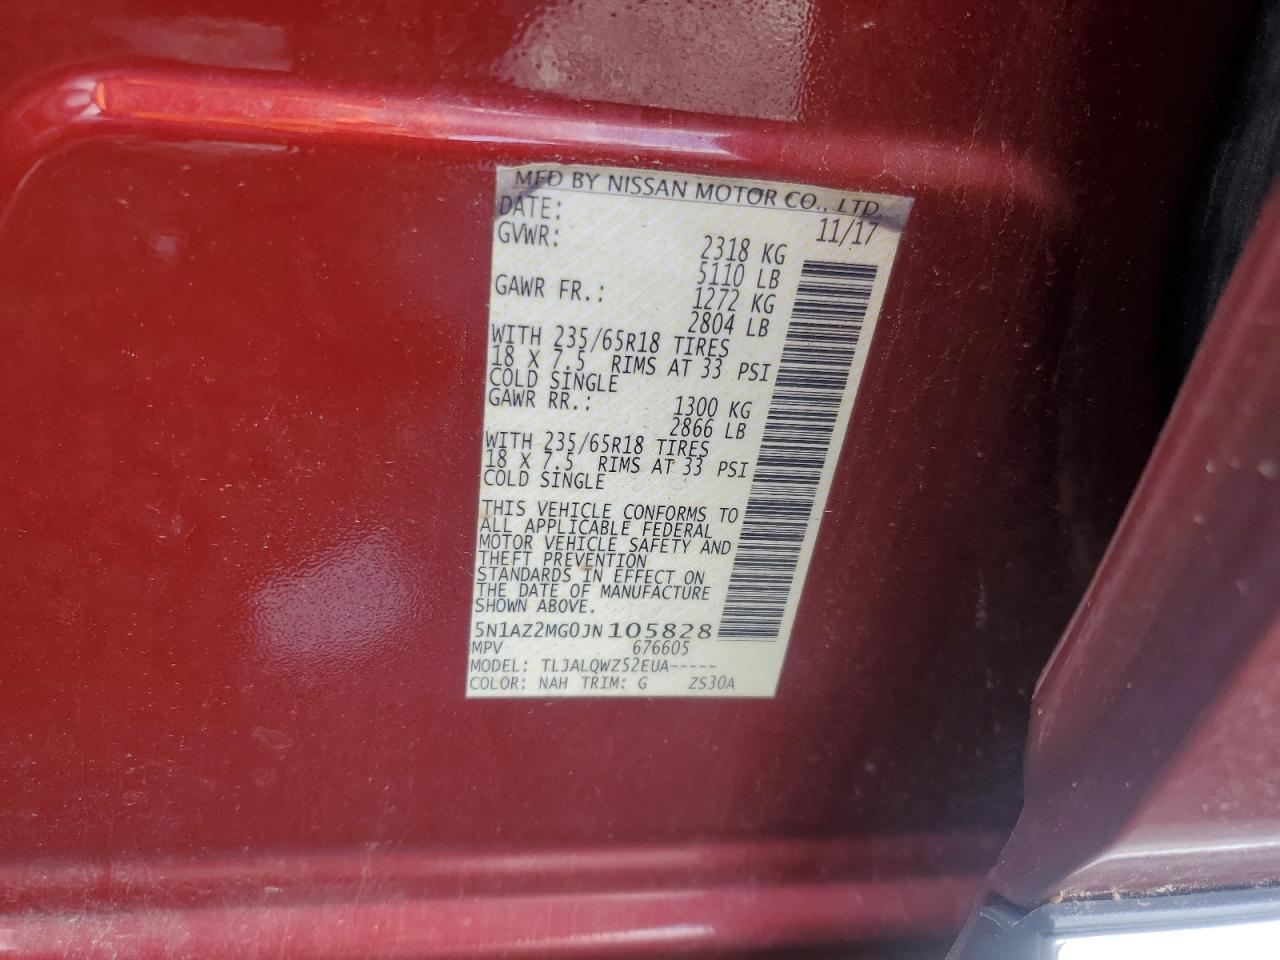 MFD BY NISSAN MOTOR CO., LTD.
DATE: 11/17
GVWR: 2318 KG
5110 LB
GAWR FR.: 1272 KG
2804 LB
WITH 235/65R18 TIRES
18 X 7.5 RIMS AT 33 PSI
COLD SINGLE
GAWR RR.: 1300 KG
2866 LB
WITH 235/65R18 TIRES
18 X 7.5 RIMS AT 33 PSI
COLD SINGLE
THIS VEHICLE CONFORMS TO
ALL APPLICABLE FEDERAL
MOTOR VEHICLE SAFETY AND
THEFT PREVENTION
STANDARDS IN EFFECT ON
THE DATE OF MANUFACTURE
SHOWN ABOVE.
5N1AZ2MG0JN105828
MPV 676605
MODEL: TLJALQWZ52EUA-----
COLOR: NAH TRIM: G ZS30A